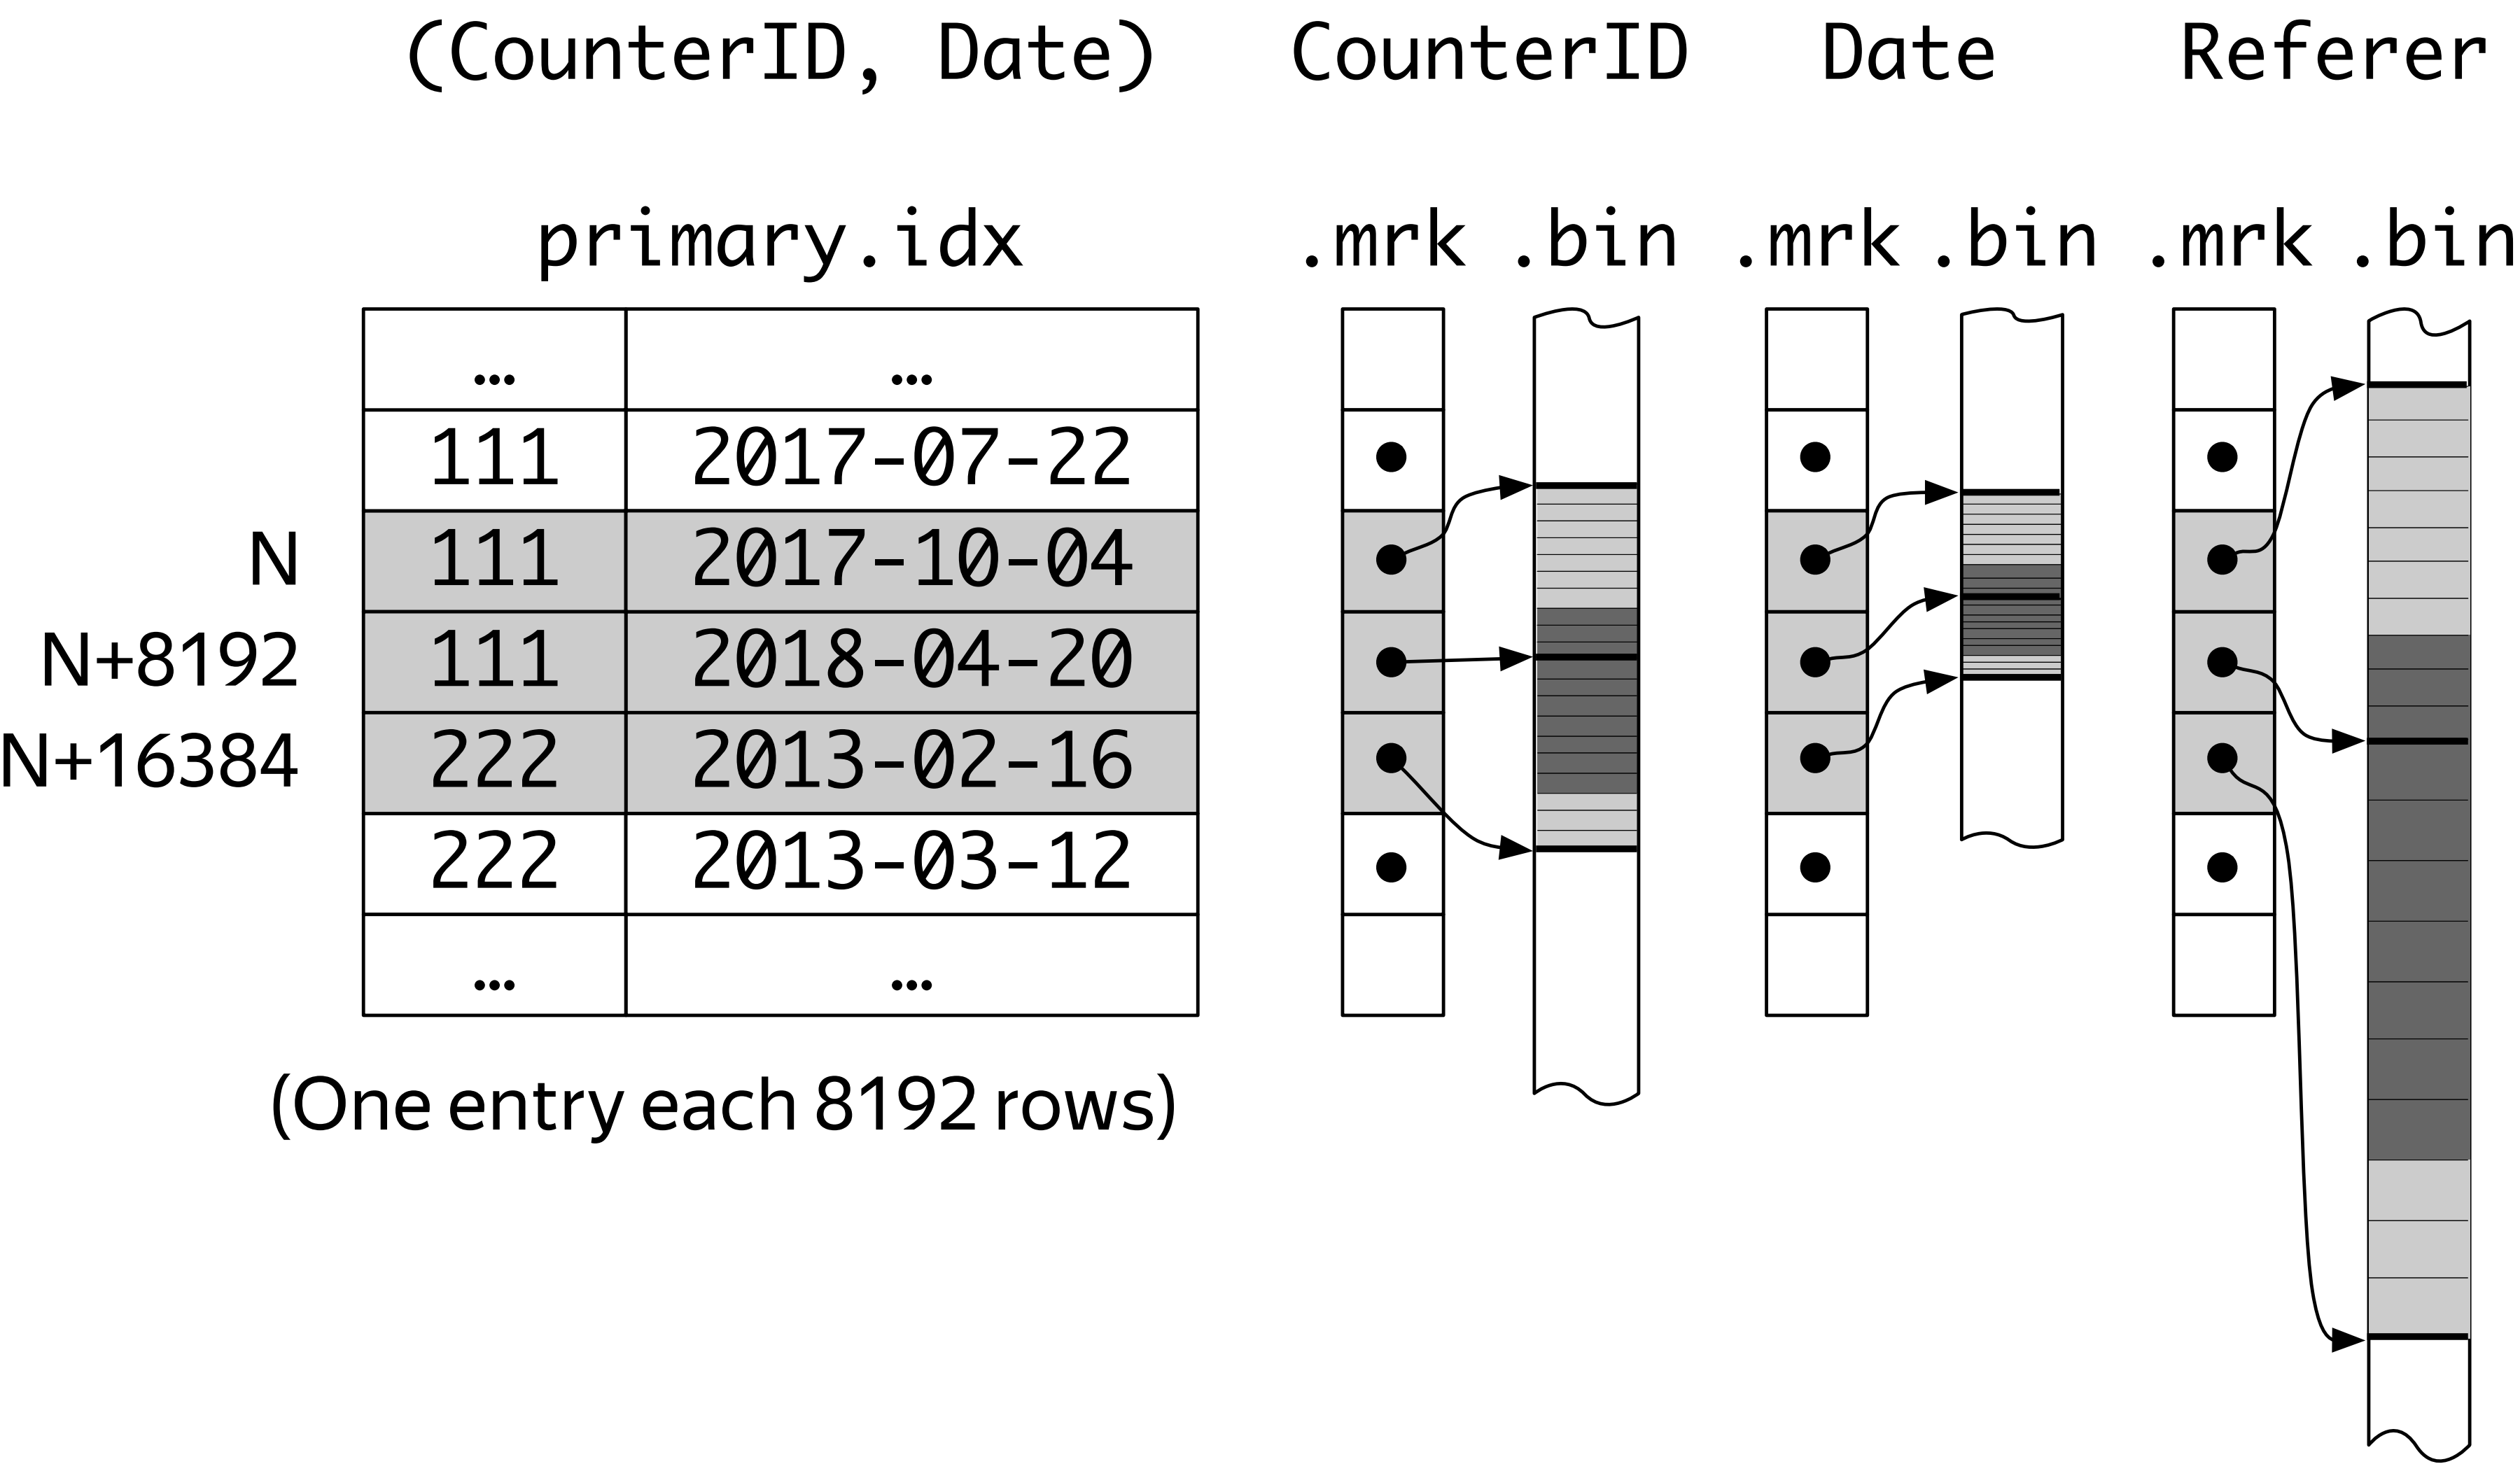 (CounterID, Date) CounterID Date Referer
primary.idx .mrk .bin .mrk .bin .mrk .bin
… …
111 2017-07-22
N 111 2017-10-04
N+8192 111 2018-04-20
N+16384 222 2013-02-16
222 2013-03-12
… …
(One entry each 8192 rows)